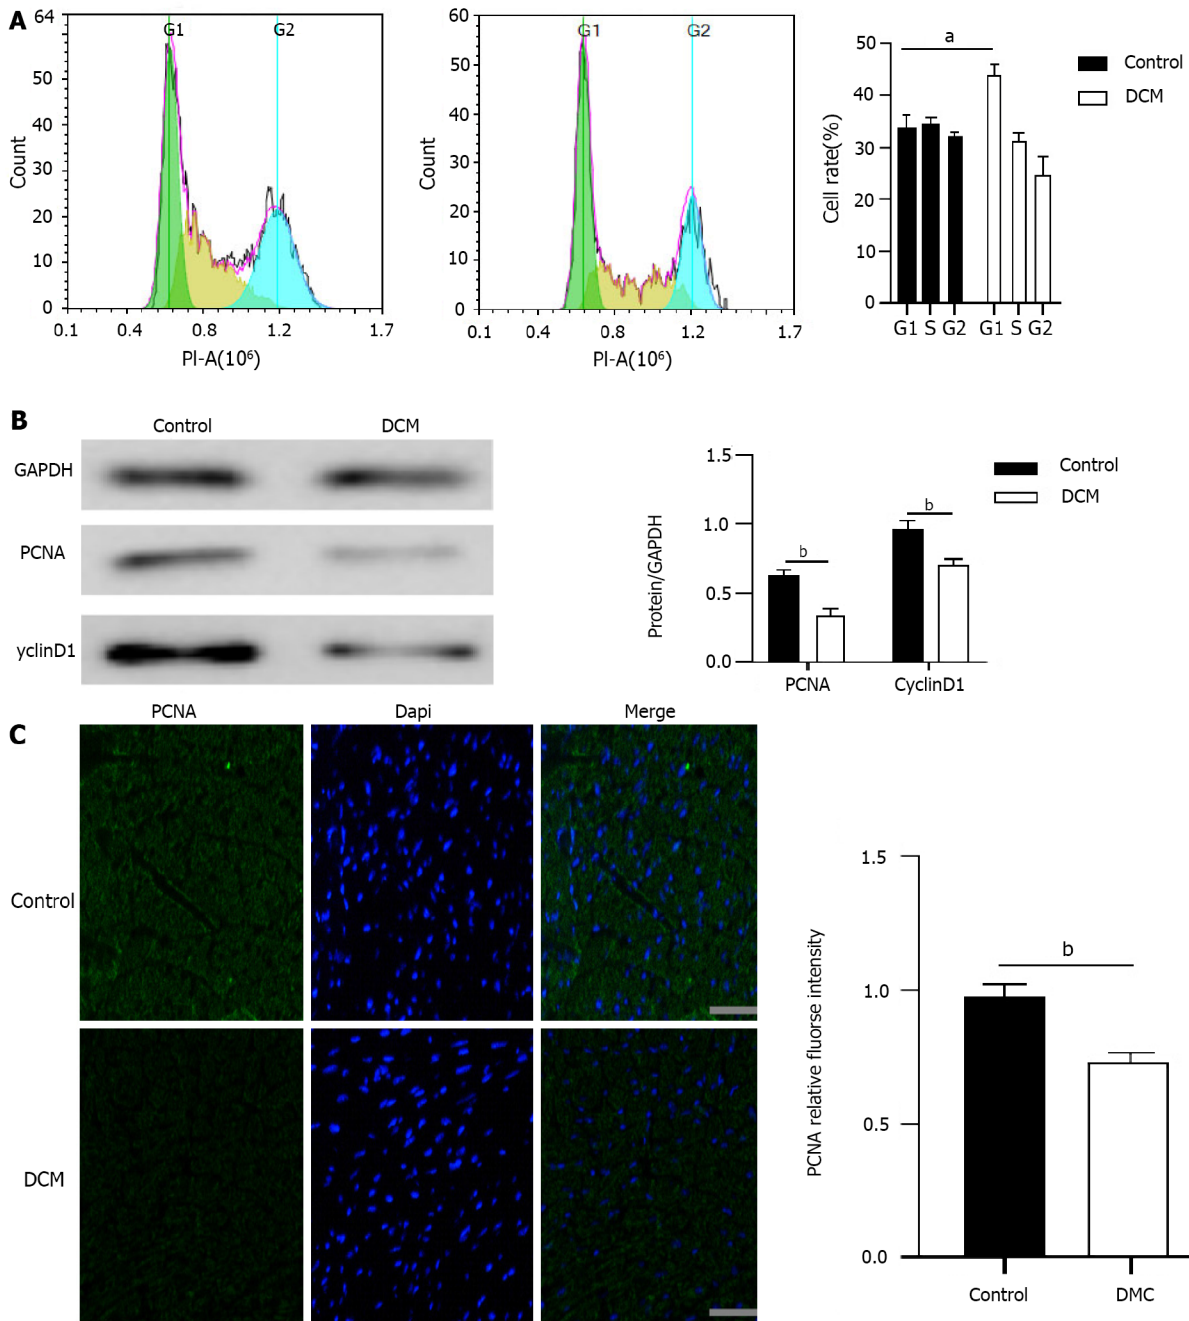 A
64
50
40
30
20
10
0
Count
G1
G2
0.1
0.4
0.8
1.2
1.7
PI-A(10⁶)
60
50
40
30
20
10
0
Count
G1
G2
0.1
0.4
0.8
1.2
1.7
PI-A(10⁶)
50
40
30
20
10
0
Cell rate(%)
a
G1 S G2 G1 S G2
Control
DCM
B
Control DCM
GAPDH
PCNA
yclinD1
1.5
1.0
0.5
0.0
Protein/GAPDH
b
b
PCNA CyclinD1
Control
DCM
C
PCNA Dapi Merge
Control
DCM
1.5
1.0
0.5
0.0
PCNA relative fluorse intensity
b
Control DMC